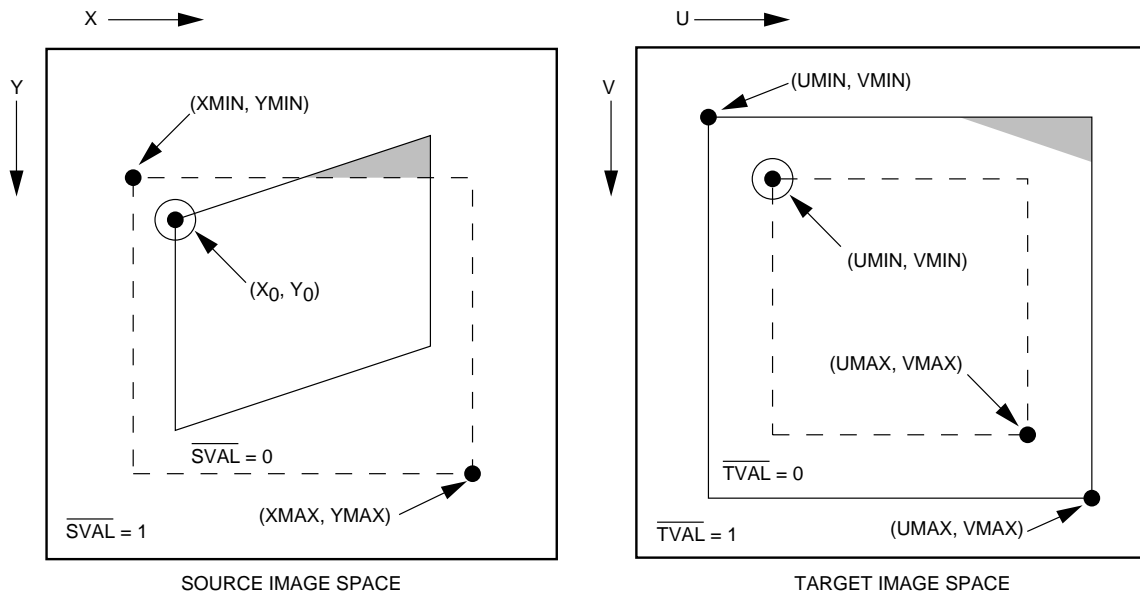 X
Y
(XMIN, YMIN)
(X0, Y0)
SVAL = 0
(XMAX, YMAX)
SVAL = 1
SOURCE IMAGE SPACE
U
V
(UMIN, VMIN)
(UMIN, VMIN)
(UMAX, VMAX)
TVAL = 0
(UMAX, VMAX)
TVAL = 1
TARGET IMAGE SPACE